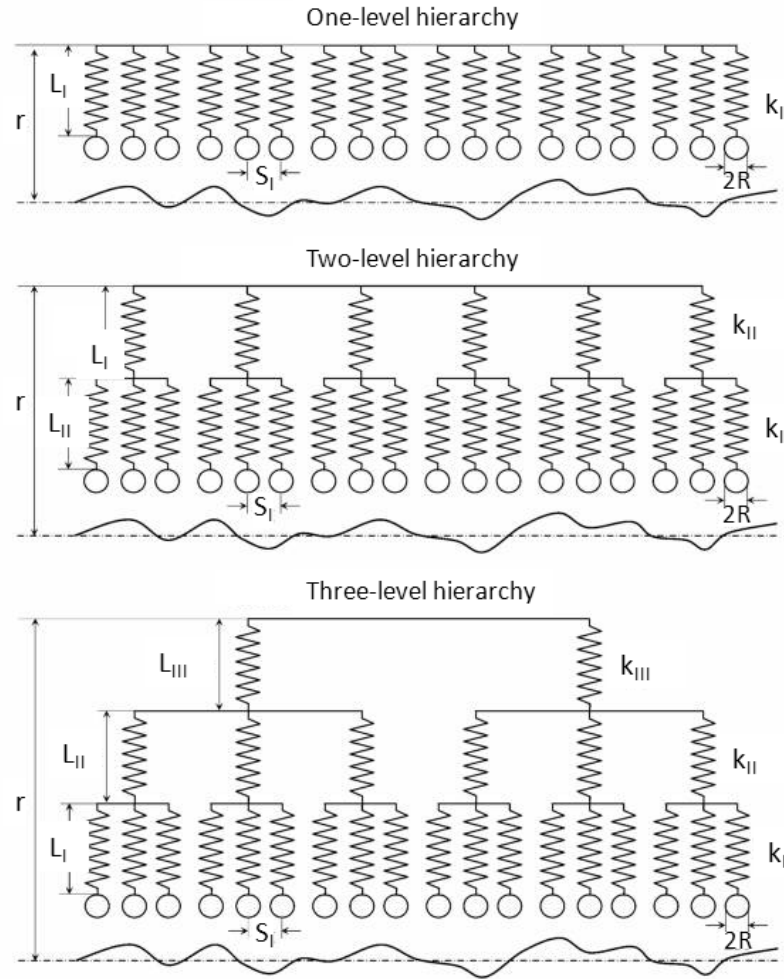 One-level hierarchy
L_I
r
k_I
S_I
2R
Two-level hierarchy
k_II
L_I
r
L_II
k_I
S_I
2R
Three-level hierarchy
L_III
k_III
L_II
k_II
r
L_I
k_I
S_I
2R